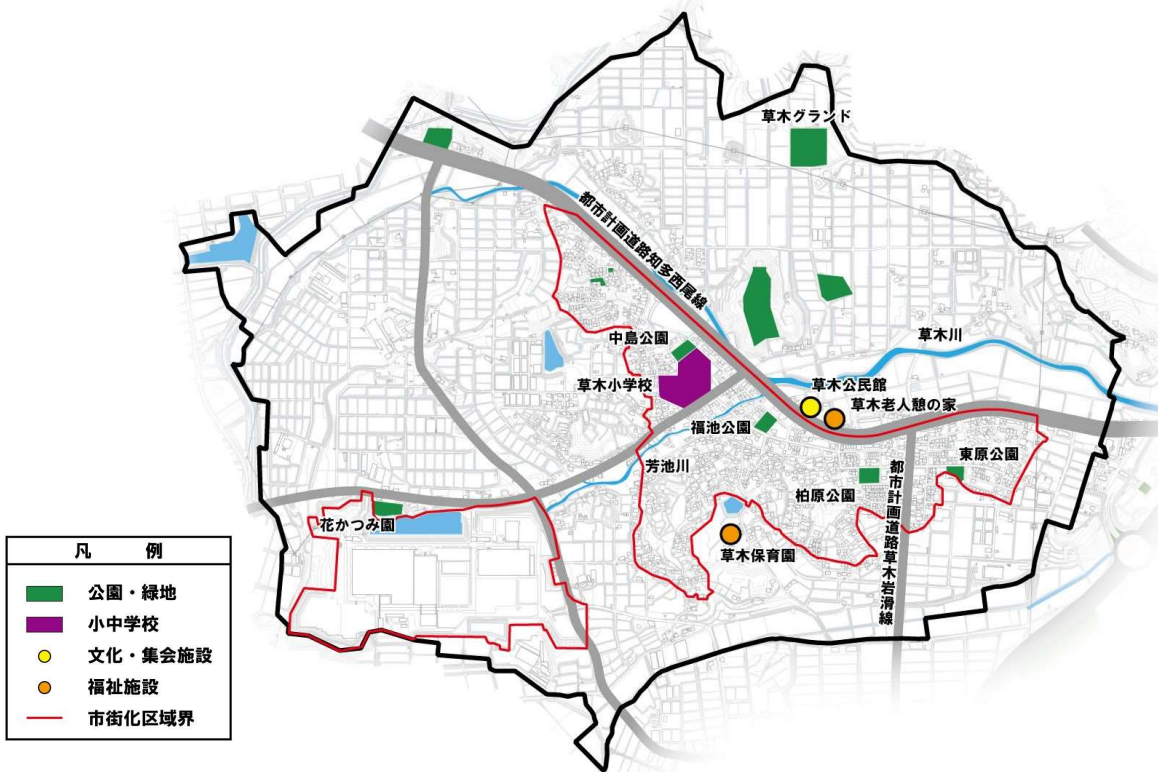 草木グランド
都市計画道路知多西尾線
草木川
中島公園
草木公民館
草木小学校
草木老人憩の家
福池公園
東原公園
芳池川
都市計画道路草木岩滑線
柏原公園
花かつみ園
草木保育園
凡 例
公園・緑地
小中学校
文化・集会施設
福祉施設
市街化区域界